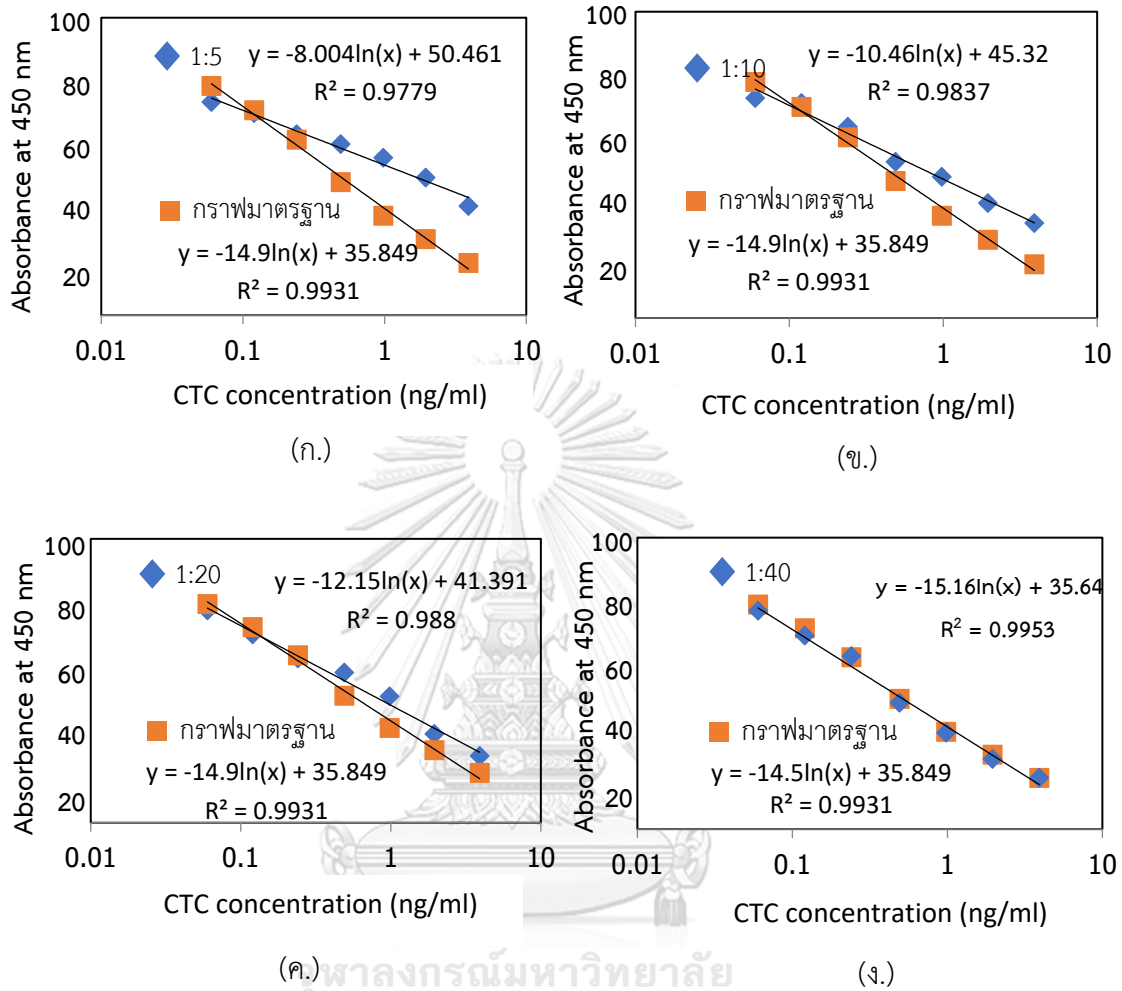 100
80
60
40
20
Absorbance at 450 nm
1:5
y = -8.004ln(x) + 50.461
R² = 0.9779
กราฟมาตรฐาน
y = -14.9ln(x) + 35.849
R² = 0.9931
0.01 0.1 1 10
CTC concentration (ng/ml)
(ก.)
100
80
60
40
20
Absorbance at 450 nm
1:10
y = -10.46ln(x) + 45.32
R² = 0.9837
กราฟมาตรฐาน
y = -14.9ln(x) + 35.849
R² = 0.9931
0.01 0.1 1 10
CTC concentration (ng/ml)
(ข.)
100
80
60
40
20
Absorbance at 450 nm
1:20
y = -12.15ln(x) + 41.391
R² = 0.988
กราฟมาตรฐาน
y = -14.9ln(x) + 35.849
R² = 0.9931
0.01 0.1 1 10
CTC concentration (ng/ml)
(ค.)
100
80
60
40
20
Absorbance at 450 nm
1:40
y = -15.16ln(x) + 35.64
R² = 0.9953
กราฟมาตรฐาน
y = -14.5ln(x) + 35.849
R² = 0.9931
0.01 0.1 1 10
CTC concentration (ng/ml)
(ง.)
จุฬาลงกรณ์มหาวิทยาลัย